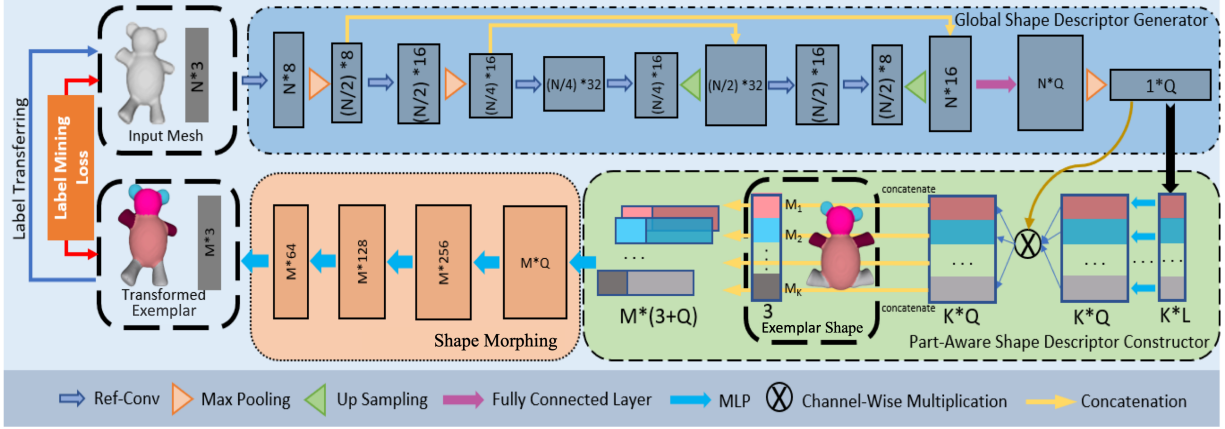 Global Shape Descriptor Generator
N*3
Input Mesh
N*8
(N/2) *8
(N/2) *16
(N/4) *16
(N/4) *32
(N/4) *16
(N/2) *32
(N/2) *16
(N/2) *8
N*16
N*Q
1*Q
Label Transferring
Label Mining
Loss
M*3
Transformed
Exemplar
M*64
M*128
M*256
M*Q
Shape Morphing
M*(3+Q)
...
3
M1
M2
MK
Exemplar Shape
concatenate
concatenate
...
K*Q
...
K*Q
...
K*L
Part-Aware Shape Descriptor Constructor
Ref-Conv
Max Pooling
Up Sampling
Fully Connected Layer
MLP
Channel-Wise Multiplication
Concatenation